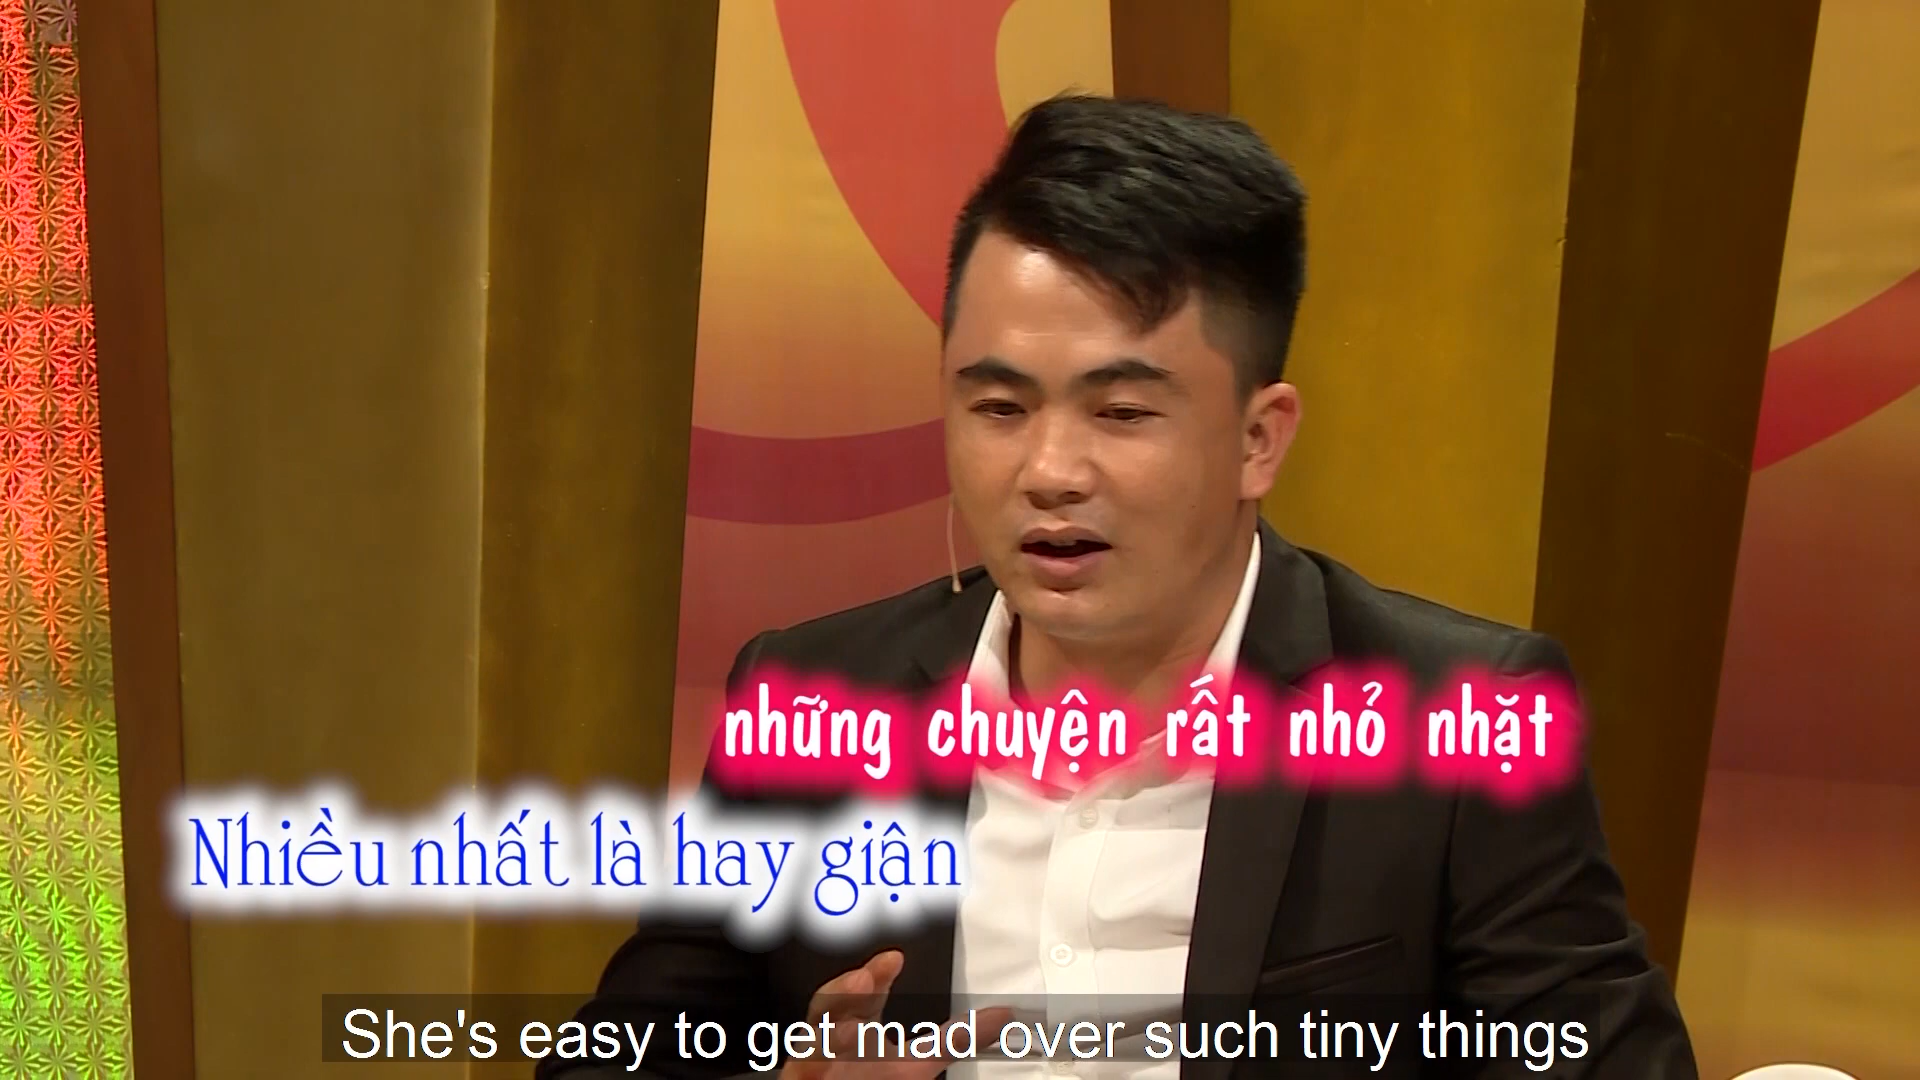 những chuyện rất nhỏ nhặt
Nhiều nhất là hay giận
She's easy to get mad over such tiny things